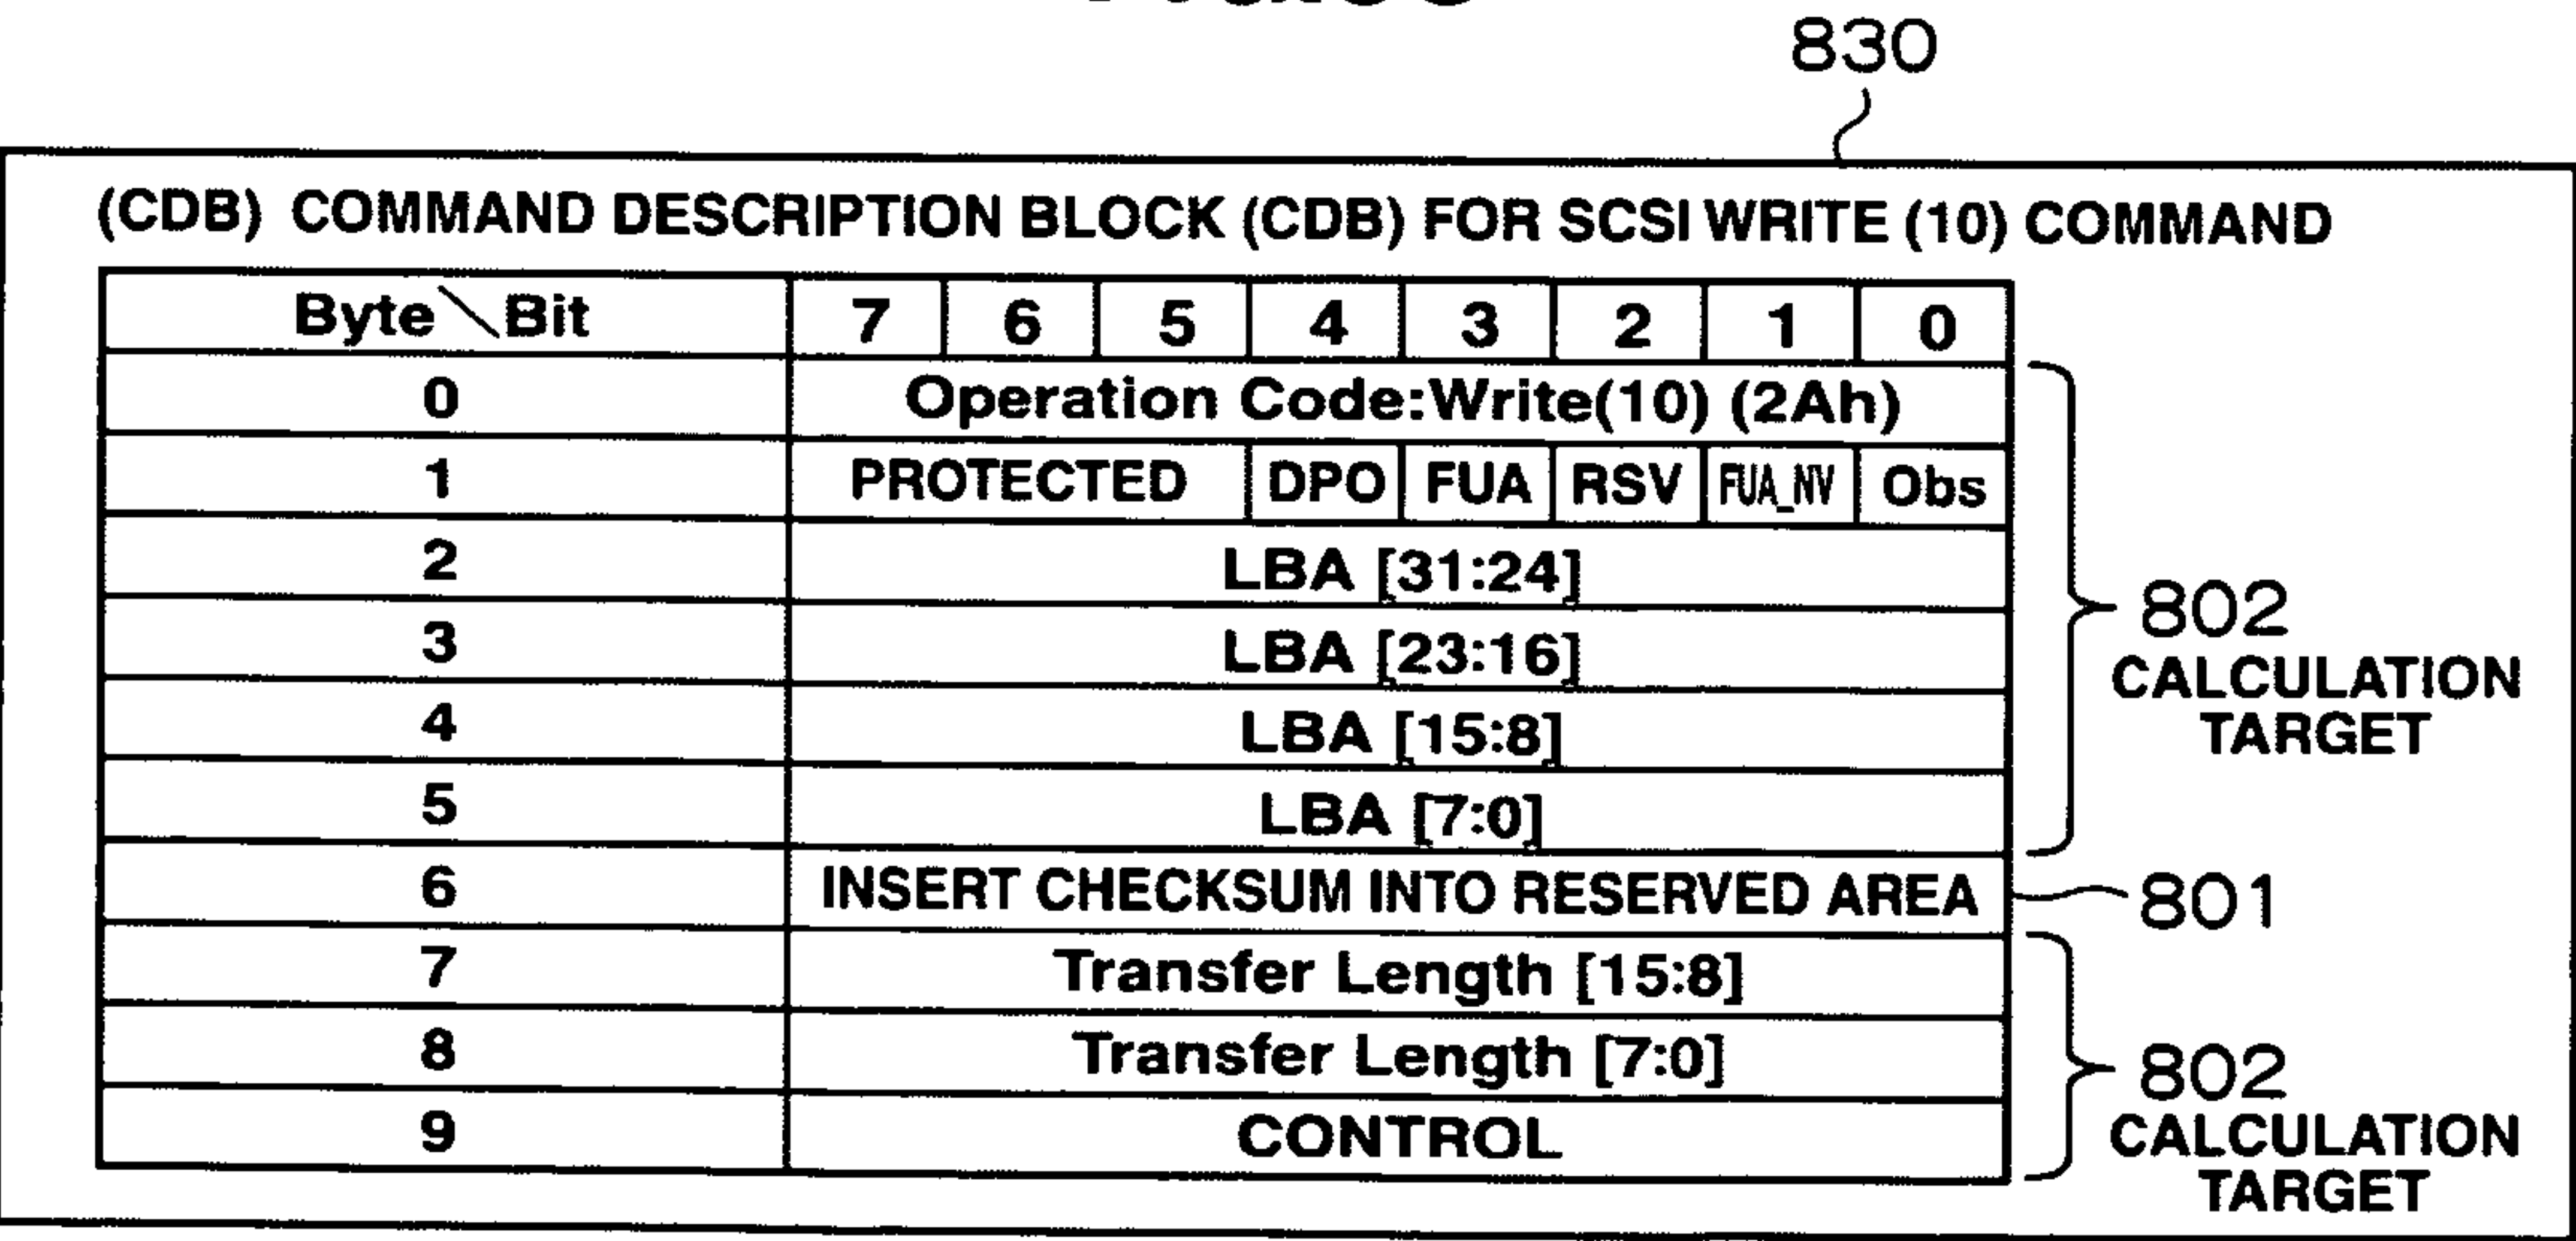 830
(CDB) COMMAND DESCRIPTION BLOCK (CDB) FOR SCSI WRITE (10) COMMAND
Byte \ Bit 7 6 5 4 3 2 1 0
0 Operation Code:Write(10) (2Ah)
1 PROTECTED DPO FUA RSV FUA_NV Obs
2 LBA [31:24]
3 LBA [23:16]
4 LBA [15:8]
5 LBA [7:0]
802
CALCULATION
TARGET
6 INSERT CHECKSUM INTO RESERVED AREA 801
7 Transfer Length [15:8]
8 Transfer Length [7:0]
9 CONTROL
802
CALCULATION
TARGET